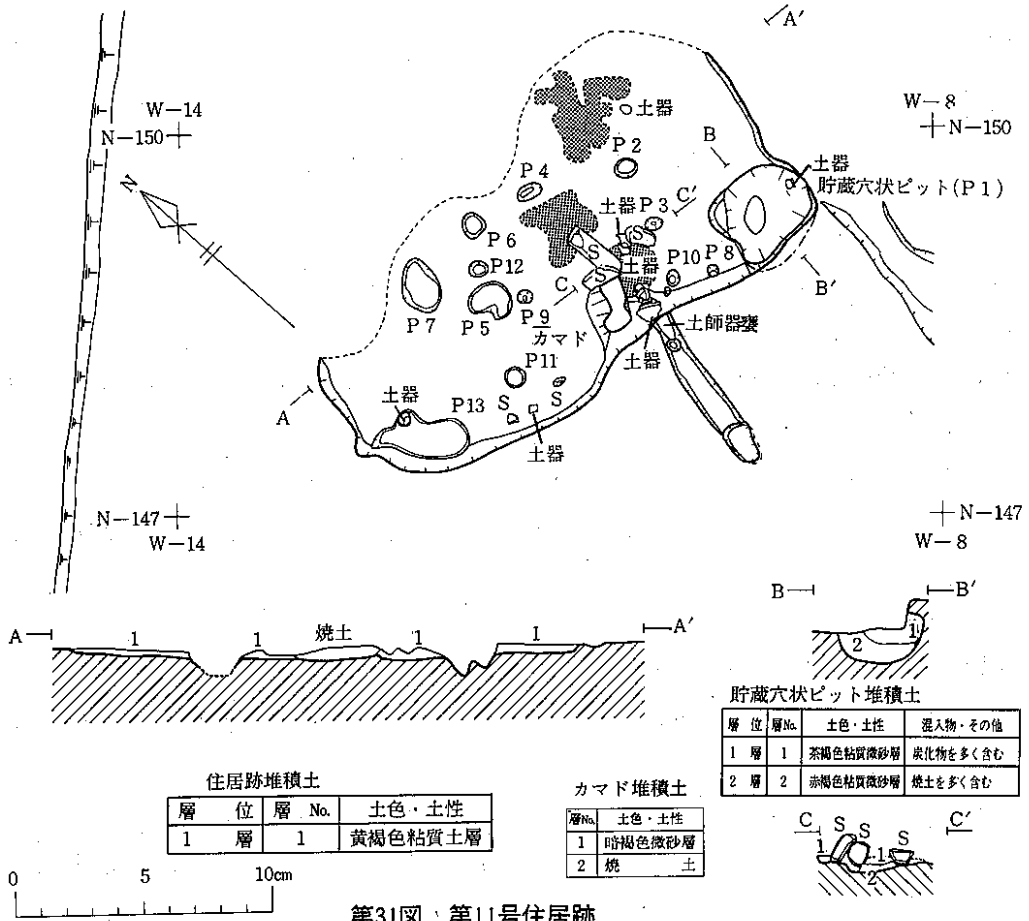 A′
W−14
N−150
W−8
N−150
土器
B
P 2
土器
貯蔵穴状ピット(P 1)
P 4
C′
土器 P 3
S
P 6
N
S
土器
P10 P 8
P12
S
C
B′
P 7
P 5
P 9
カマド
土師器甕
土器
P11
A
土器
P13
S
S
土器
N−147
W−14
N−147
W−8
A
1
1
焼土
1
1
A′
B
B′
2
1
貯蔵穴状ピット堆積土
層 位 層No. 土色・土性 混入物・その他
1 層 1 茶褐色粘質微砂層 炭化物を多く含む
2 層 2 赤褐色粘質微砂層 焼土を多く含む
住居跡堆積土
層 位 層 No. 土色・土性
1 層 1 黄褐色粘質土層
カマド堆積土
層No. 土色・土性
1 暗褐色微砂層
2 焼 土
C
S
S
S
C′
1
1
2
0 5 10cm
第31図 第11号住居跡